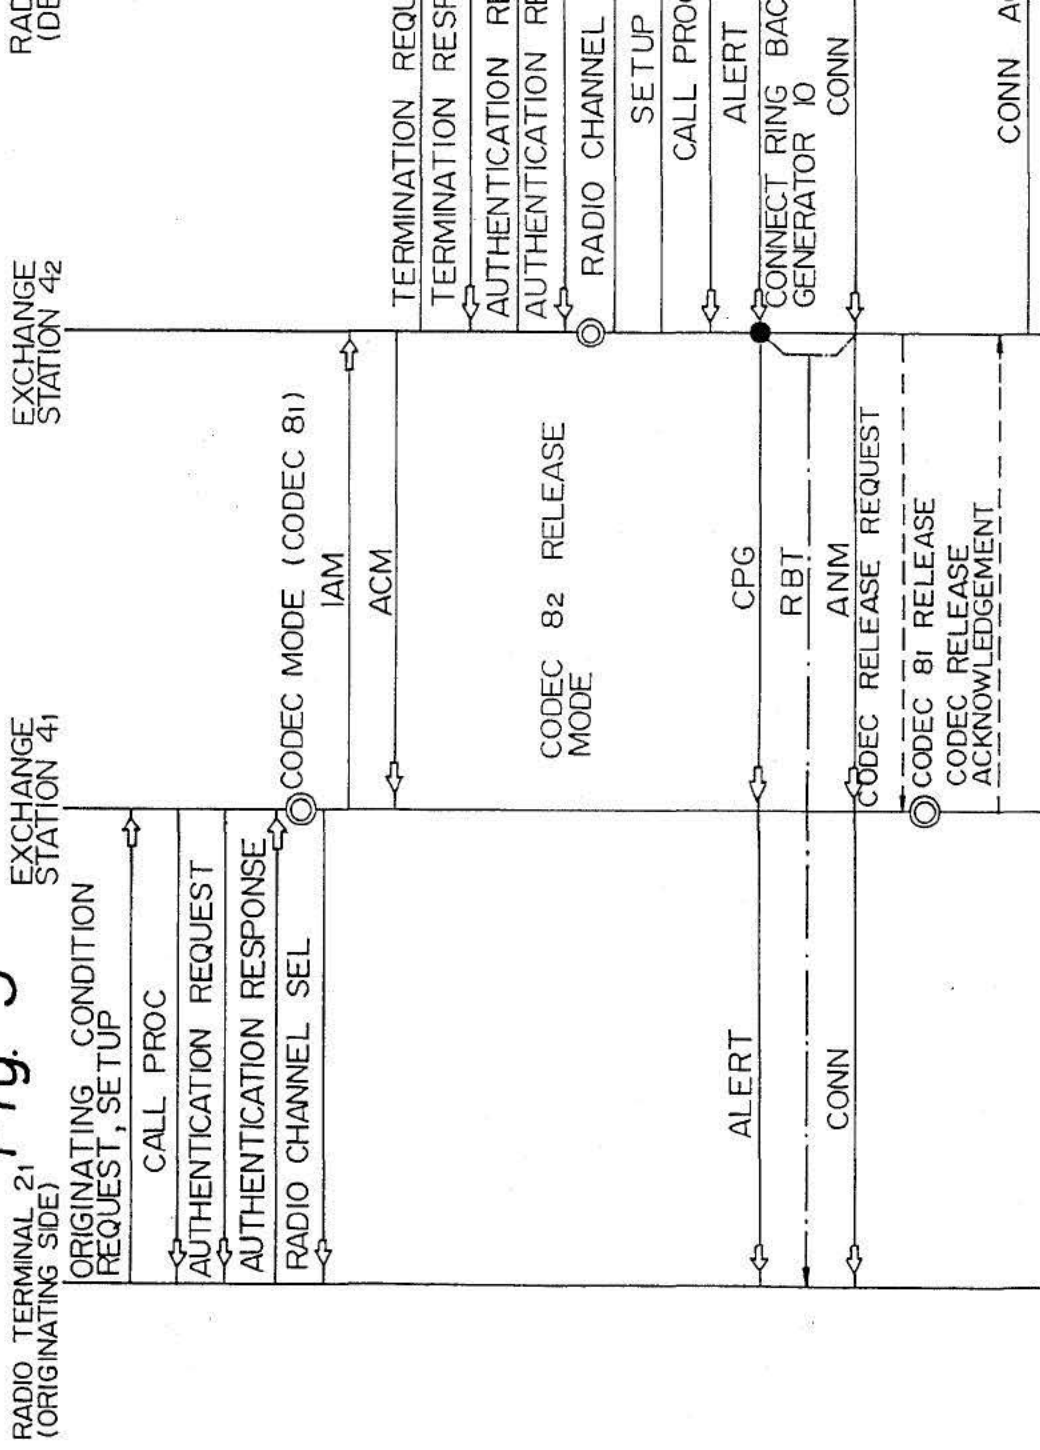 Fig.
RADIO TERMINAL 21
(ORIGINATING SIDE)
EXCHANGE
STATION 41
EXCHANGE
STATION 42
ORIGINATING CONDITION
REQUEST, SETUP
CALL PROC
AUTHENTICATION REQUEST
AUTHENTICATION RESPONSE
RADIO CHANNEL SEL
CODEC MODE (CODEC 81)
IAM
ACM
TERMINATION
TERMINATION
AUTHENTICATION
AUTHENTICATION
RADIO CHANNEL
CODEC 82 RELEASE
MODE
SETUP
CALL
ALERT
CONNECT RING
GENERATOR 10
CONN
ALERT
CPG
RBT
CONN
ANM
CODEC RELEASE REQUEST
CODEC 81 RELEASE
CODEC RELEASE
ACKNOWLEDGEMENT
CONN